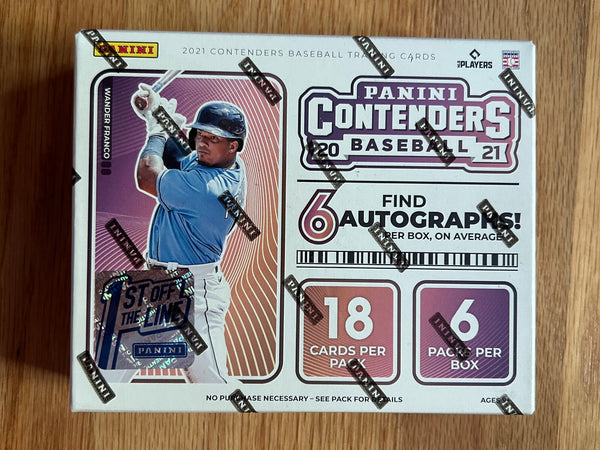 PANINI
2021 CONTENDERS BASEBALL TRADING CARDS
PLAYERS
WANDER FRANCO
PANINI
CONTENDERS
2021
BASEBALL
FIND
6 AUTOGRAPHS!
PER BOX, ON AVERAGE
1ST OFF
THE LINE
PANINI
18
CARDS PER
PACK
6
PACKS PER
BOX
NO PURCHASE NECESSARY – SEE PACK FOR DETAILS
AGES